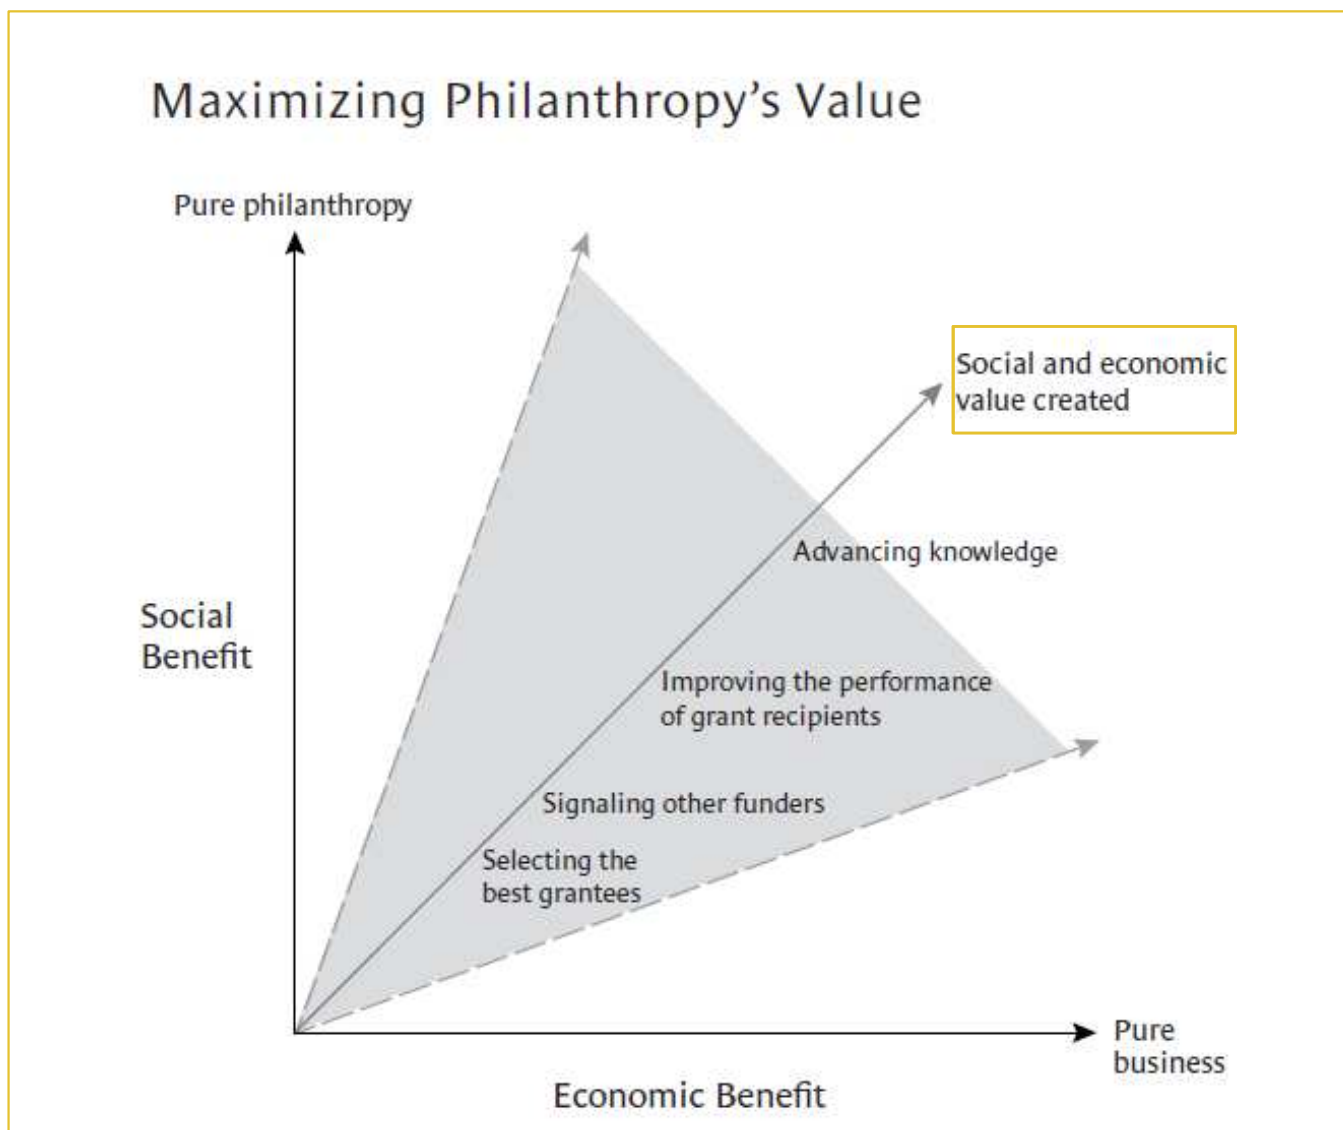 Maximizing Philanthropy's Value
Pure philanthropy
Social and economic
value created
Advancing knowledge
Social
Benefit
Improving the performance
of grant recipients
Signaling other funders
Selecting the
best grantees
Pure
business
Economic Benefit